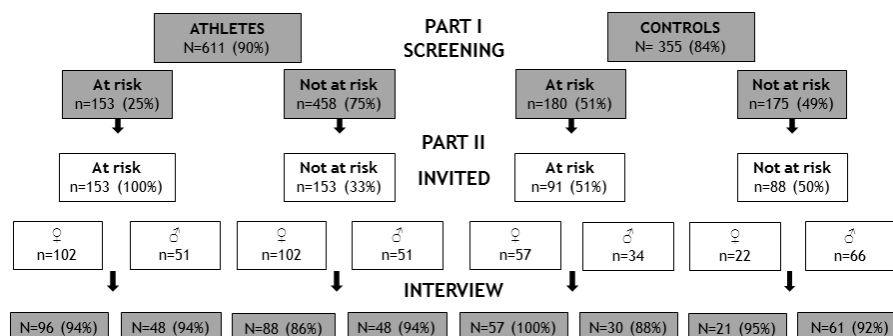 ATHLETES
N=611 (90%)
PART I
SCREENING
CONTROLS
N= 355 (84%)
At risk
n=153 (25%)
Not at risk
n=458 (75%)
At risk
n=180 (51%)
Not at risk
n=175 (49%)
PART II
INVITED
At risk
n=153 (100%)
Not at risk
n=153 (33%)
At risk
n=91 (51%)
Not at risk
n=88 (50%)
♀
n=102
♂
n=51
♀
n=102
♂
n=51
♀
n=57
♂
n=34
♀
n=22
♂
n=66
INTERVIEW
N=96 (94%)
N=48 (94%)
N=88 (86%)
N=48 (94%)
N=57 (100%)
N=30 (88%)
N=21 (95%)
N=61 (92%)